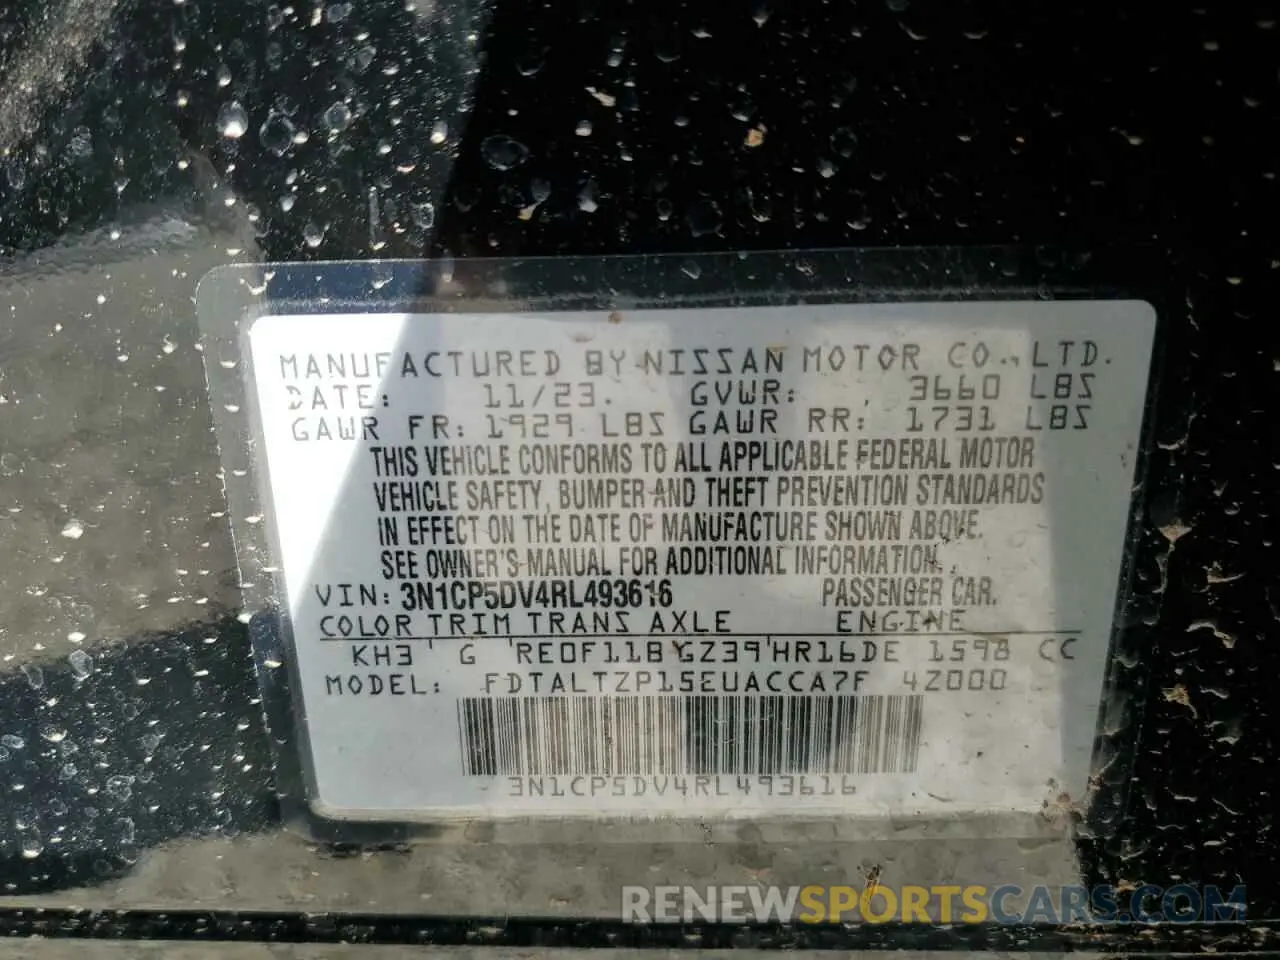 MANUFACTURED BY NISSAN MOTOR CO., LTD.
DATE: 11/23. GVWR: 3660 LBS
GAWR FR: 1929 LBS GAWR RR: 1731 LBS
THIS VEHICLE CONFORMS TO ALL APPLICABLE FEDERAL MOTOR
VEHICLE SAFETY, BUMPER AND THEFT PREVENTION STANDARDS
IN EFFECT ON THE DATE OF MANUFACTURE SHOWN ABOVE.
SEE OWNER'S MANUAL FOR ADDITIONAL INFORMATION.
VIN: 3N1CP5DV4RL493616 PASSENGER CAR.
COLOR TRIM TRANS AXLE ENGINE
KH3 G RE0F11B YGZ39 HR16DE 1598 CC
MODEL: FDTALTZP15EUACCA7F 4Z000
3N1CP5DV4RL493616
RENEWSPORTSCARS.COM